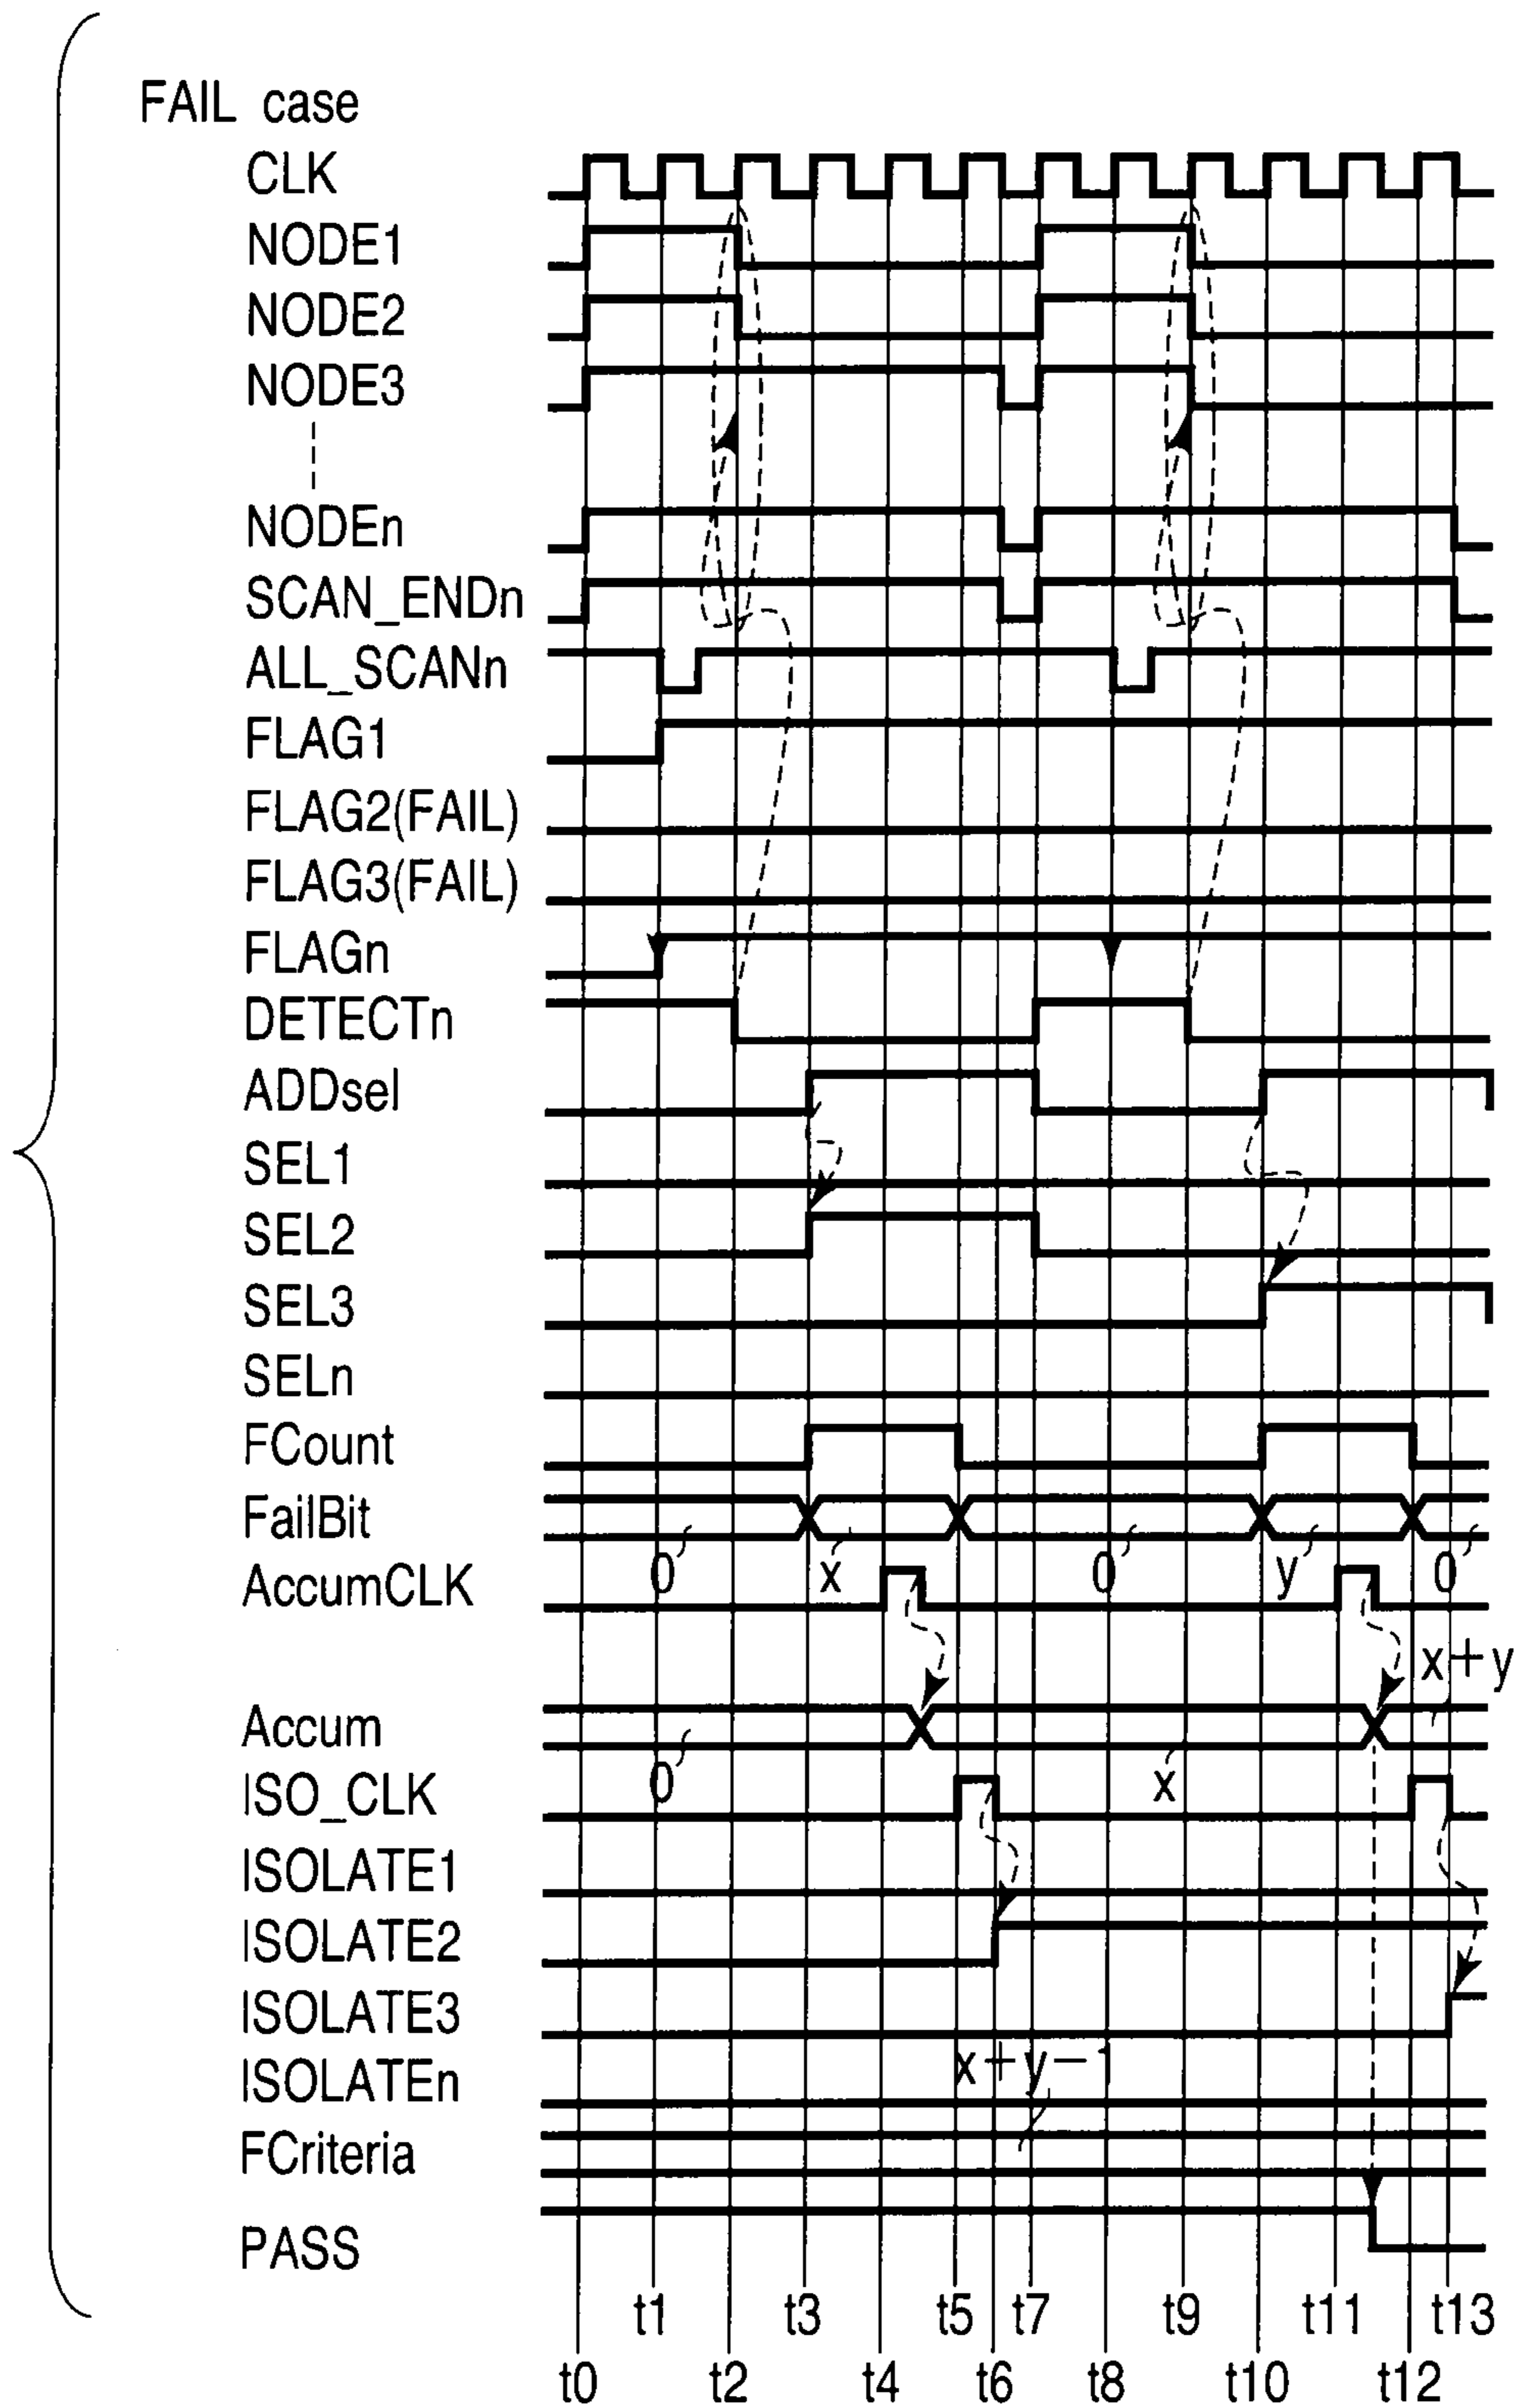 FAIL case
CLK
NODE1
NODE2
NODE3
NODEn
SCAN_ENDn
ALL_SCANn
FLAG1
FLAG2(FAIL)
FLAG3(FAIL)
FLAGn
DETECTn
ADDsel
SEL1
SEL2
SEL3
SELn
FCount
FailBit
0 x 0 y 0
AccumCLK
x+y
Accum
0 x
ISO_CLK
ISOLATE1
ISOLATE2
ISOLATE3
x+y-1
ISOLATEn
FCriteria
PASS
t1 t3 t5 t7 t9 t11 t13
t0 t2 t4 t6 t8 t10 t12